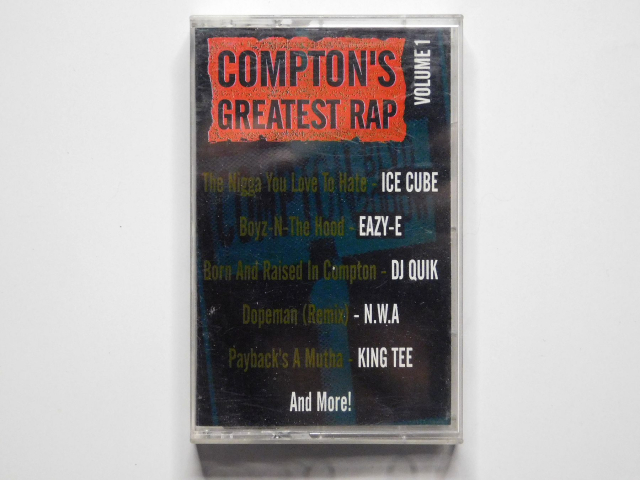 COMPTON'S
GREATEST RAP
VOLUME 1
The Nigga You Love To Hate - ICE CUBE
Boyz-N-The Hood - EAZY-E
Born And Raised In Compton - DJ QUIK
Dopeman (Remix) - N.W.A
Payback's A Mutha - KING TEE
And More!